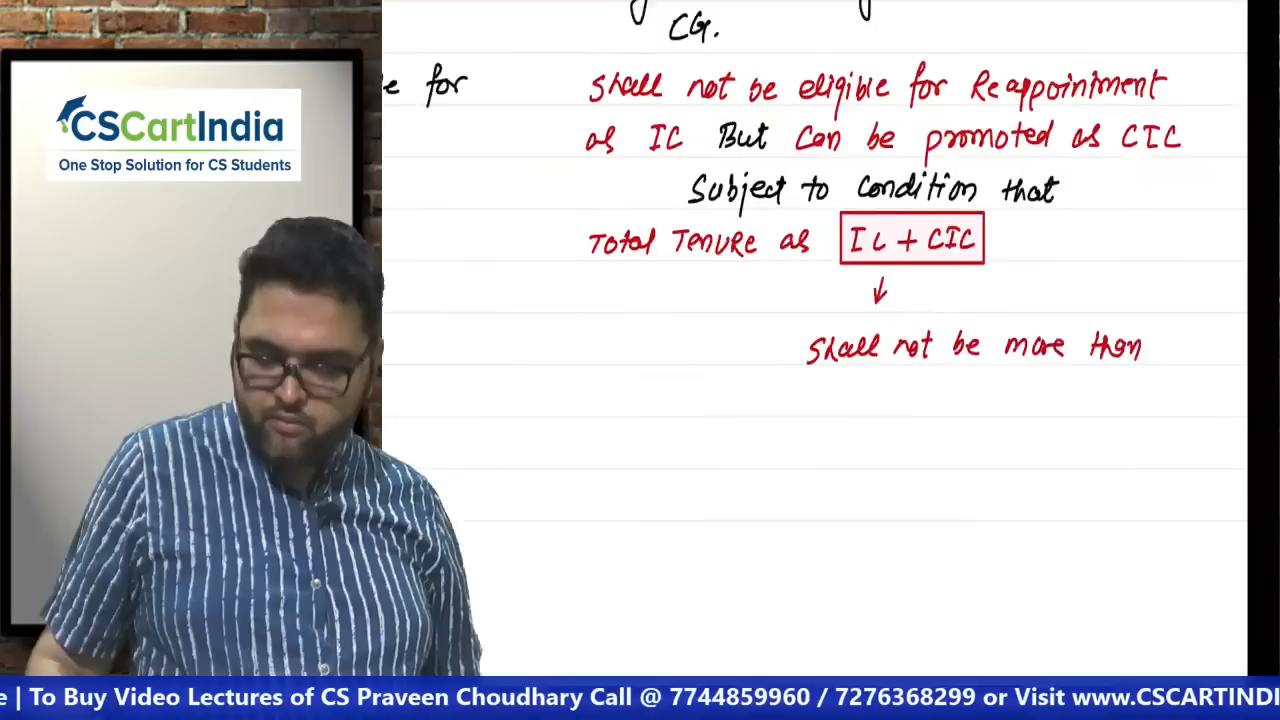 CG.
e for
Shall not be eligible for Reappointment
as IC But Can be promoted as CIC
Subject to Condition that
Total Tenure as IC + CIC
↓
Shall not be more than
CSCartIndia
One Stop Solution for CS Students
e | To Buy Video Lectures of CS Praveen Choudhary Call @ 7744859960 / 7276368299 or Visit www.CSCARTINDI